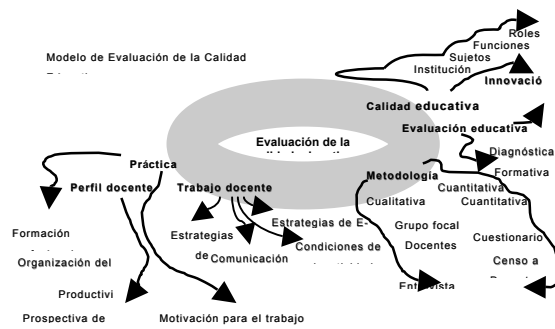 Modelo de Evaluación de la Calidad
Roles
Funciones
Sujetos
Institución
Innovació
Calidad educativa
Evaluación educativa
Evaluación de la
Diagnóstica
Formativa
Práctica
Perfil docente
Trabajo docente
Metodología
Cuantitativa
Cualitativa
Cuantitativa
Grupo focal
Docentes
Cuestionario
Censo a
Entrevista
Formación
Organización del
Productivi
Prospectiva de
Estrategias
de Comunicación
Estrategias de E-
Condiciones de
Motivación para el trabajo